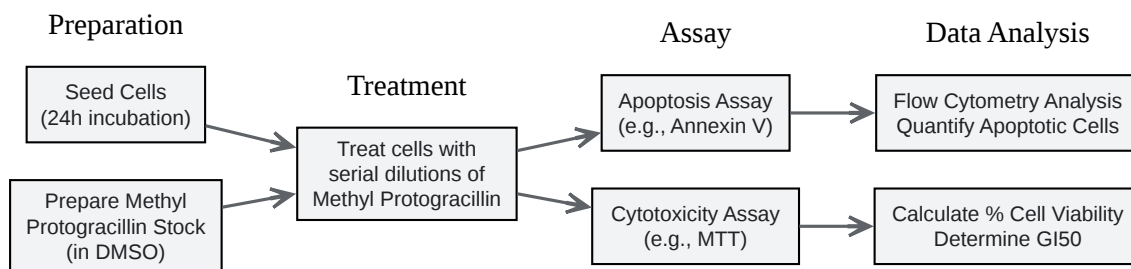 Preparation
Seed Cells
(24h incubation)
Prepare Methyl
Protogracillin Stock
(in DMSO)
Treatment
Treat cells with
serial dilutions of
Methyl Protogracillin
Assay
Apoptosis Assay
(e.g., Annexin V)
Cytotoxicity Assay
(e.g., MTT)
Data Analysis
Flow Cytometry Analysis
Quantify Apoptotic Cells
Calculate % Cell Viability
Determine GI50